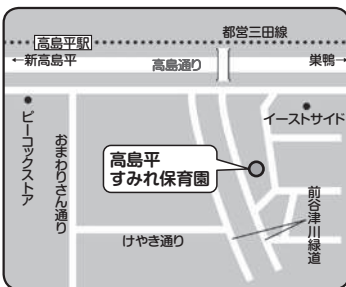 都営三田線
高島平駅
←新高島平
高島通り
巣鴨→
ピーコックストア
おまわりさん通り
イーストサイド
高島平
すみれ保育園
けやき通り
前谷津川緑道